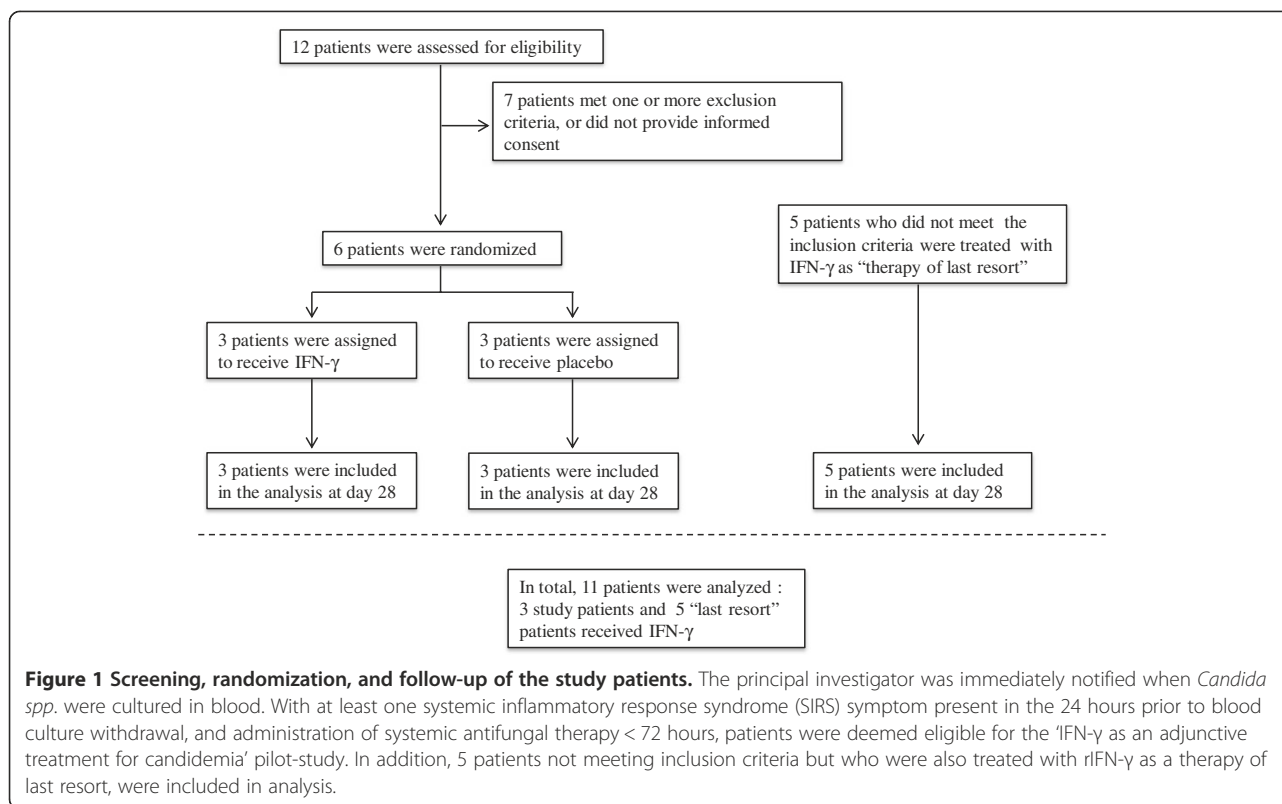 12 patients were assessed for eligibility
7 patients met one or more exclusion
criteria, or did not provide informed
consent
6 patients were randomized
5 patients who did not meet the
inclusion criteria were treated with
IFN-γ as “therapy of last resort”
3 patients were assigned
to receive IFN-γ
3 patients were assigned
to receive placebo
3 patients were included
in the analysis at day 28
3 patients were included
in the analysis at day 28
5 patients were included
in the analysis at day 28
In total, 11 patients were analyzed :
3 study patients and 5 “last resort”
patients received IFN-γ
Figure 1 Screening, randomization, and follow-up of the study patients. The principal investigator was immediately notified when Candida
spp. were cultured in blood. With at least one systemic inflammatory response syndrome (SIRS) symptom present in the 24 hours prior to blood
culture withdrawal, and administration of systemic antifungal therapy < 72 hours, patients were deemed eligible for the ‘IFN-γ as an adjunctive
treatment for candidemia’ pilot-study. In addition, 5 patients not meeting inclusion criteria but who were also treated with rIFN-γ as a therapy of
last resort, were included in analysis.